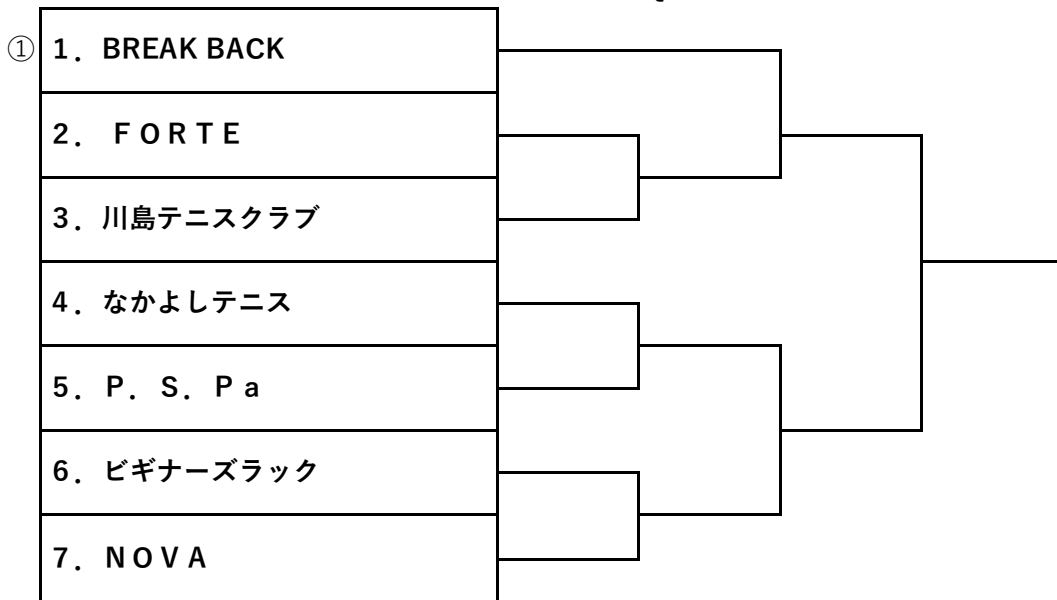 ① 1．BREAK BACK
2． ＦＯＲＴＥ
3．川島テニスクラブ
4．なかよしテニス
5．Ｐ．Ｓ．Ｐａ
6．ビギナーズラック
7．ＮＯＶＡ